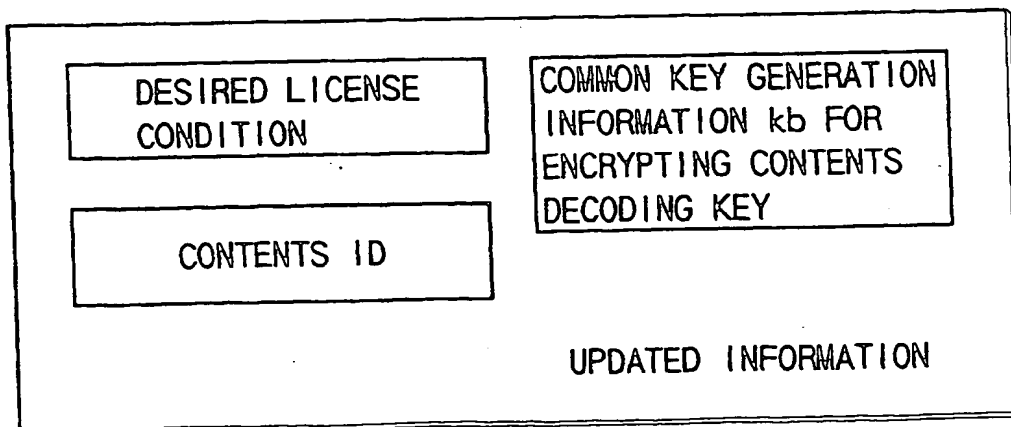 DESIRED LICENSE
CONDITION
COMMON KEY GENERATION
INFORMATION kb FOR
ENCRYPTING CONTENTS
DECODING KEY
CONTENTS ID
UPDATED INFORMATION